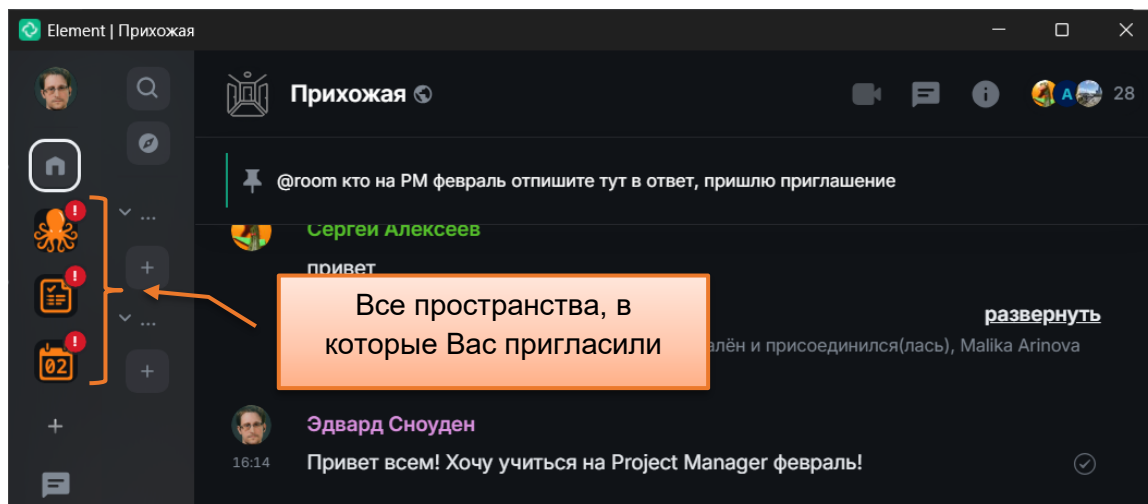 Element | Прихожая
Прихожая
28
@room кто на PM февраль отпишите тут в ответ, пришлю приглашение
Сергей Алексеев
привет
Все пространства, в
которые Вас пригласили
развернуть
и присоединился(лась), Malika Arinova
Эдвард Сноуден
16:14
Привет всем! Хочу учиться на Project Manager февраль!
A
02